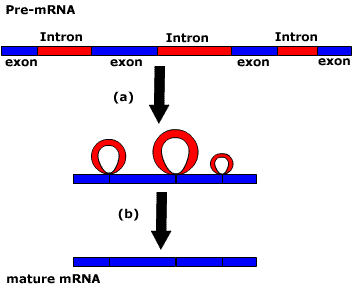 Pre-mRNA
Intron Intron Intron
exon exon exon exon
(a)
(b)
mature mRNA